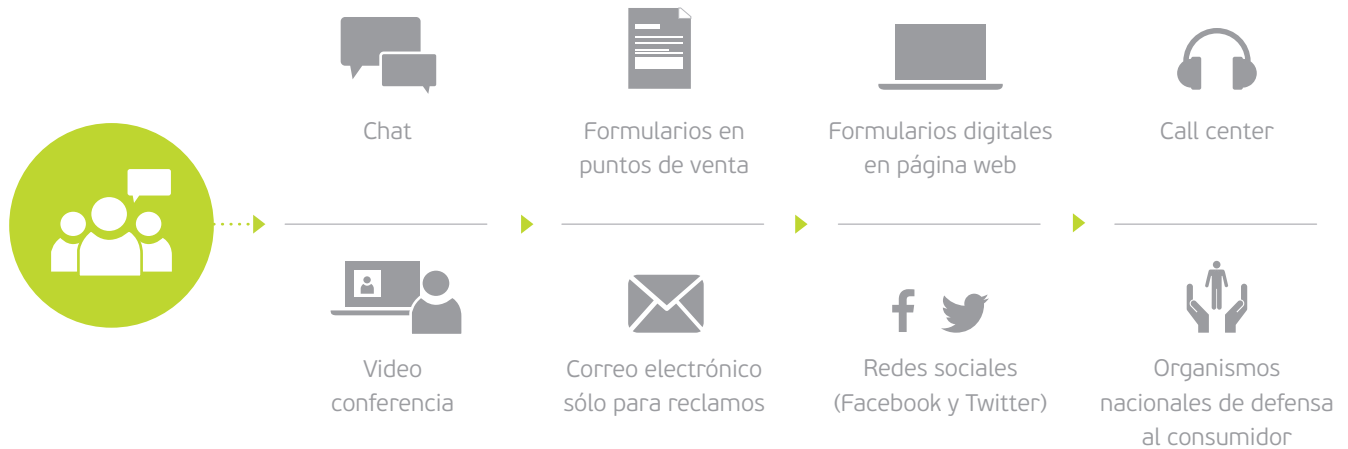 Chat
Formularios en
puntos de venta
Formularios digitales
en página web
Call center
Video
conferencia
Correo electrónico
sólo para reclamos
Redes sociales
(Facebook y Twitter)
Organismos
nacionales de defensa
al consumidor